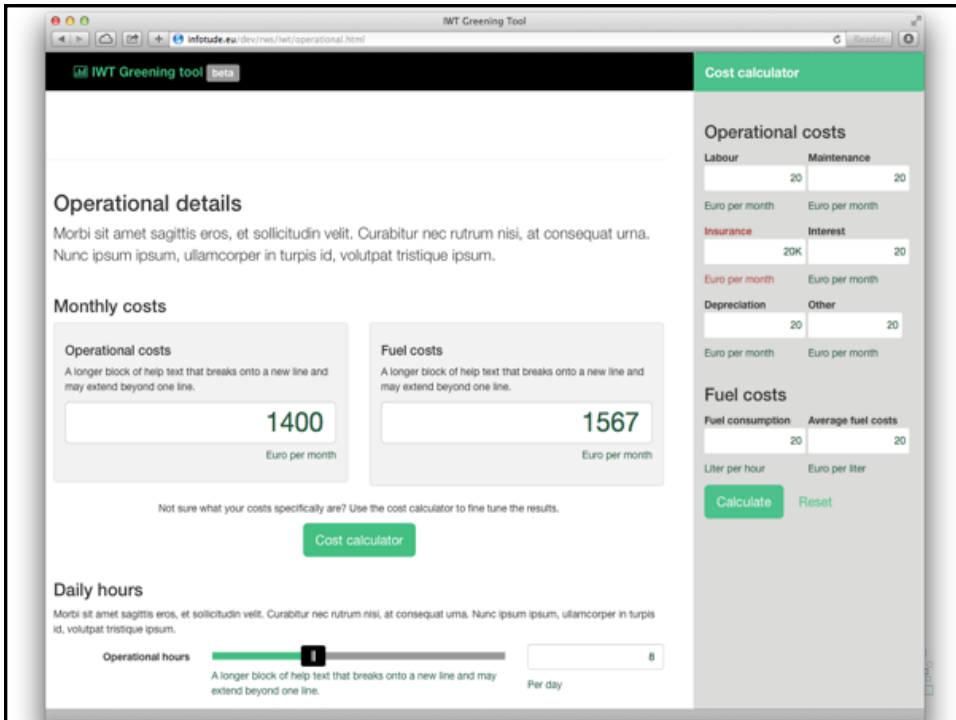 IWT Greening Tool
infotude.eu/dev/rws/iwt/operational.html
Reader
IWT Greening tool beta
Operational details
Morbi sit amet sagittis eros, et sollicitudin velit. Curabitur nec rutrum nisi, at consequat urna.
Nunc ipsum ipsum, ullamcorper in turpis id, volutpat tristique ipsum.
Monthly costs
Operational costs
A longer block of help text that breaks onto a new line and
may extend beyond one line.
1400
Euro per month
Fuel costs
A longer block of help text that breaks onto a new line and
may extend beyond one line.
1567
Euro per month
Not sure what your costs specifically are? Use the cost calculator to fine tune the results.
Cost calculator
Daily hours
Morbi sit amet sagittis eros, et sollicitudin velit. Curabitur nec rutrum nisi, at consequat urna. Nunc ipsum ipsum, ullamcorper in turpis
id, volutpat tristique ipsum.
Operational hours
8
A longer block of help text that breaks onto a new line and may
extend beyond one line.
Per day
Cost calculator
Operational costs
Labour Maintenance
20 20
Euro per month Euro per month
Insurance Interest
20K 20
Euro per month Euro per month
Depreciation Other
20 20
Euro per month Euro per month
Fuel costs
Fuel consumption Average fuel costs
20 20
Liter per hour Euro per liter
Calculate Reset